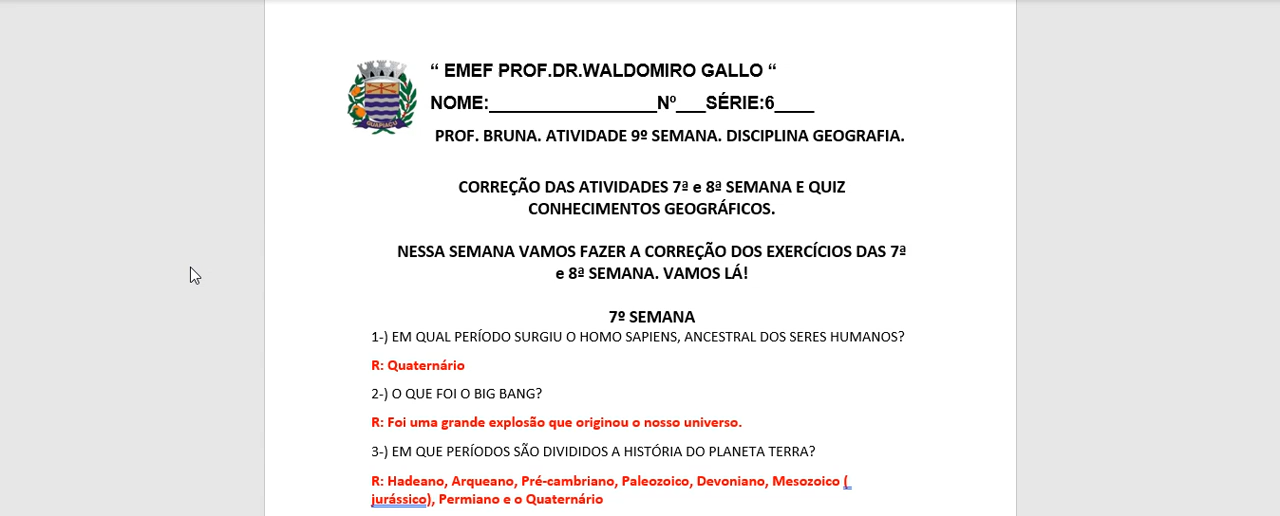 “ EMEF PROF.DR.WALDOMIRO GALLO “
NOME:_________________Nº___SÉRIE:6____
GUAPIAÇU
PROF. BRUNA. ATIVIDADE 9º SEMANA. DISCIPLINA GEOGRAFIA.
CORREÇÃO DAS ATIVIDADES 7ª e 8ª SEMANA E QUIZ
CONHECIMENTOS GEOGRÁFICOS.
NESSA SEMANA VAMOS FAZER A CORREÇÃO DOS EXERCÍCIOS DAS 7ª
e 8ª SEMANA. VAMOS LÁ!
7º SEMANA
1-) EM QUAL PERÍODO SURGIU O HOMO SAPIENS, ANCESTRAL DOS SERES HUMANOS?
R: Quaternário
2-) O QUE FOI O BIG BANG?
R: Foi uma grande explosão que originou o nosso universo.
3-) EM QUE PERÍODOS SÃO DIVIDIDOS A HISTÓRIA DO PLANETA TERRA?
R: Hadeano, Arqueano, Pré-cambriano, Paleozoico, Devoniano, Mesozoico (
jurássico), Permiano e o Quaternário